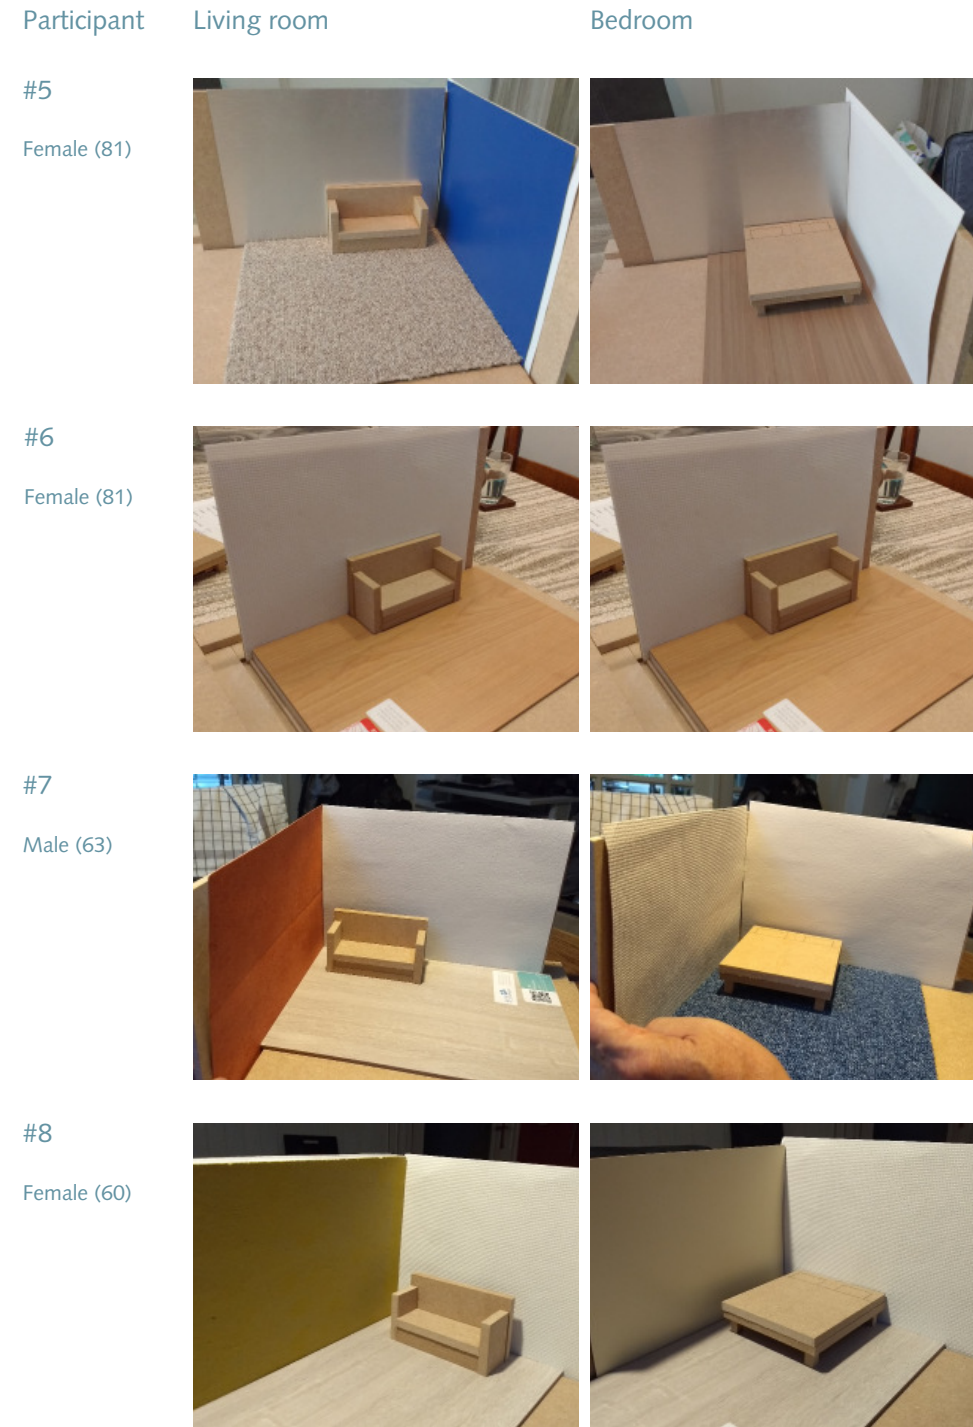 Participant Living room Bedroom
#5
Female (81)
#6
Female (81)
#7
Male (63)
#8
Female (60)